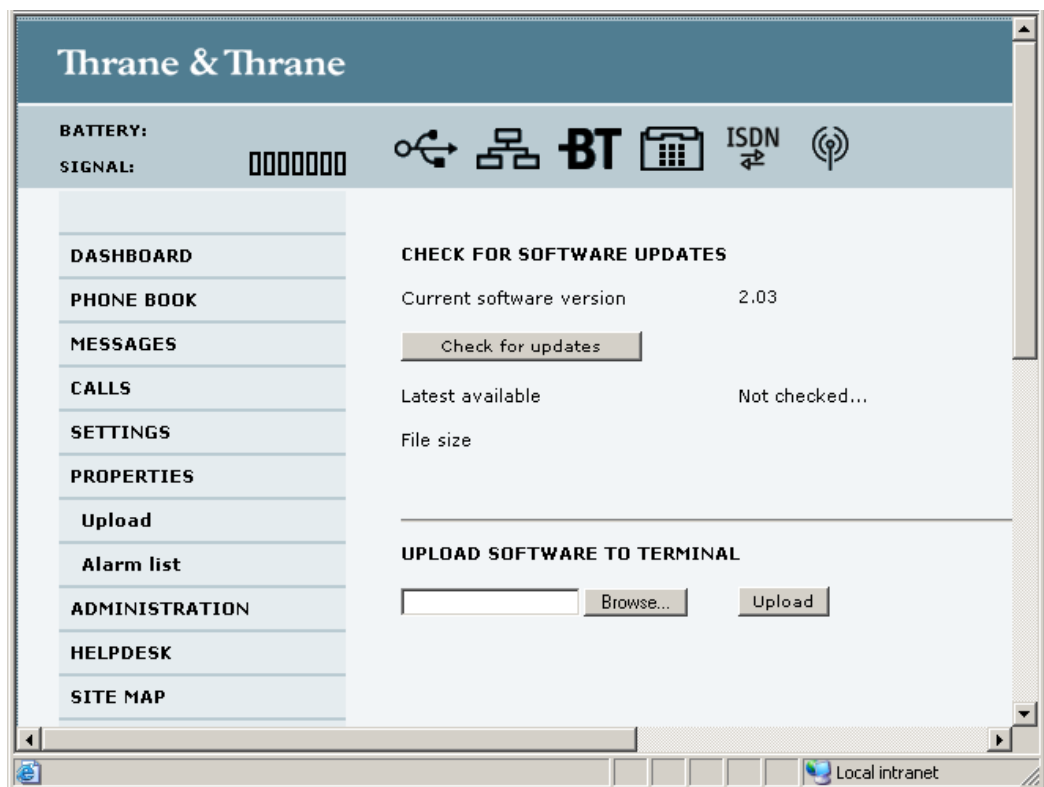 Thrane & Thrane
BATTERY:
SIGNAL:
BT
ISDN
DASHBOARD
PHONE BOOK
MESSAGES
CALLS
SETTINGS
PROPERTIES
Upload
Alarm list
ADMINISTRATION
HELPDESK
SITE MAP
CHECK FOR SOFTWARE UPDATES
Current software version 2.03
Check for updates
Latest available Not checked...
File size
UPLOAD SOFTWARE TO TERMINAL
Browse... Upload
Local intranet